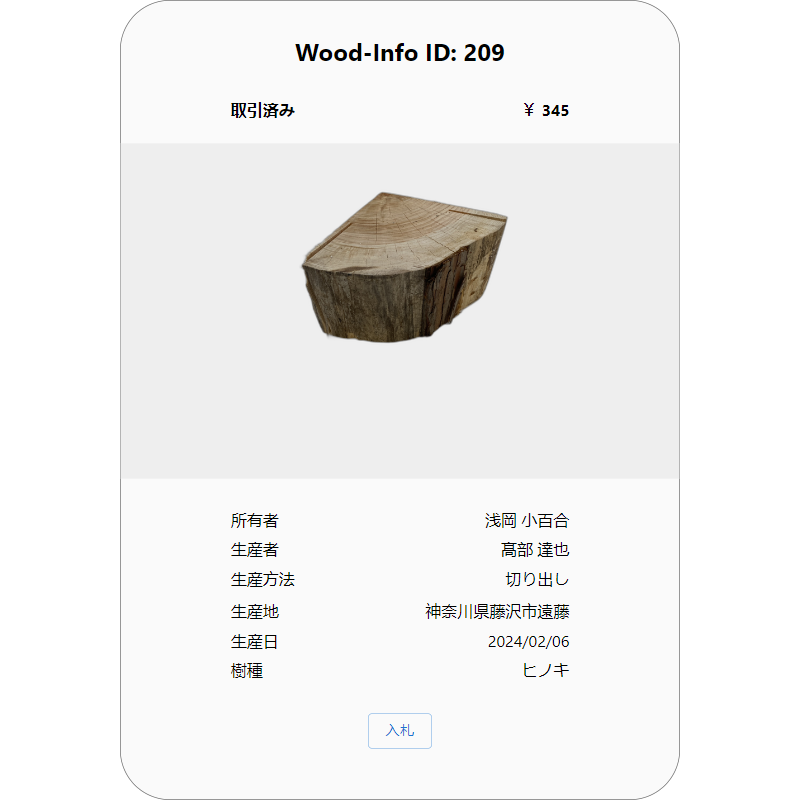 Wood-Info ID: 209
取引済み ￥ 345
所有者 浅岡 小百合
生産者 高部 達也
生産方法 切り出し
生産地 神奈川県藤沢市遠藤
生産日 2024/02/06
樹種 ヒノキ
入札